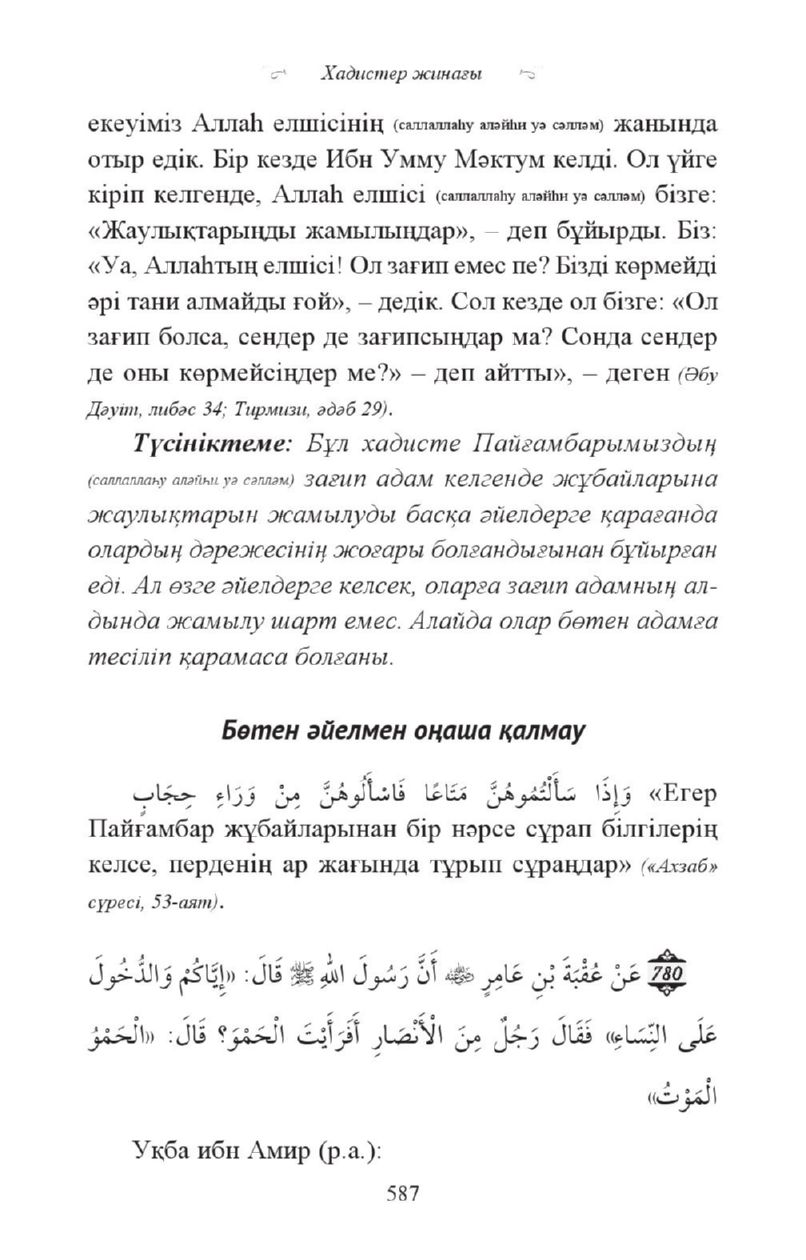 Хадистер жинағы
екеуіміз Аллаһ елшісінің (саллаллаһу аләйһи уә сәлләм) жанында
отыр едік. Бір кезде Ибн Умму Мәктум келді. Ол үйге
кіріп келгенде, Аллаһ елшісі (саллаллаһу аләйһи уә сәлләм) бізге:
«Жаулықтарыңды жамылыңдар», – деп бұйырды. Біз:
«Уа, Аллаһтың елшісі! Ол зағип емес пе? Бізді көрмейді
әрі тани алмайды ғой», – дедік. Сол кезде ол бізге: «Ол
зағип болса, сендер де зағипсыңдар ма? Сонда сендер
де оны көрмейсіңдер ме?» – деп айтты», – деген (Әбу
Дәуіт, либәс 34; Тирмизи, әдәб 29).
Түсініктеме: Бұл хадисте Пайғамбарымыздың
(саллаллаһу аләйһи уә сәлләм) зағип адам келгенде жұбайларына
жаулықтарын жамылуды басқа әйелдерге қарағанда
олардың дәрежесінің жоғары болғандығынан бұйырған
еді. Ал өзге әйелдерге келсек, оларға зағип адамның ал-
дында жамылу шарт емес. Алайда олар бөтен адамға
тесіліп қарамаса болғаны.
Бөтен әйелмен оңаша қалмау
وَإِذَا سَأَلْتُمُوهُنَّ مَتَاعًا فَاسْأَلُوهُنَّ مِنْ وَرَاءِ حِجَابٍ «Егер
Пайғамбар жұбайларынан бір нәрсе сұрап білгілерің
келсе, перденің ар жағында тұрып сұраңдар» («Ахзаб»
сүресі, 53-аят).
780 عَنْ عُقْبَةَ بْنِ عَامِرٍ ؓ أَنَّ رَسُولَ اللهِ ﷺ قَالَ: «إِيَّاكُمْ وَالدُّخُولَ
عَلَى النِّسَاءِ» فَقَالَ رَجُلٌ مِنَ الْأَنْصَارِ أَفَرَأَيْتَ الْحَمْوَ؟ قَالَ: «الْحَمْوُ
الْمَوْتُ»
Уқба ибн Амир (р.а.):
587